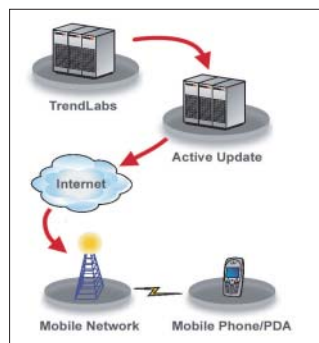 TrendLabs
Active Update
Internet
Mobile Network
Mobile Phone/PDA